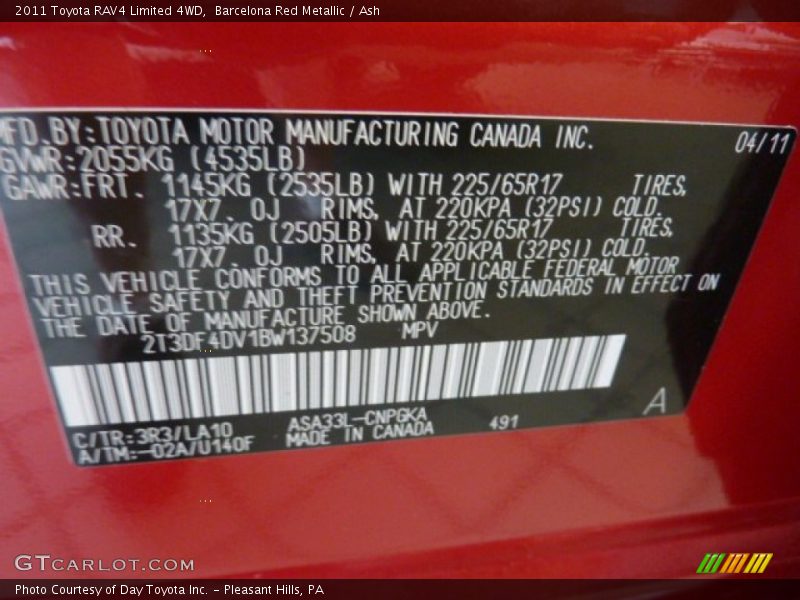 2011 Toyota RAV4 Limited 4WD, Barcelona Red Metallic / Ash
MFD.BY:TOYOTA MOTOR MANUFACTURING CANADA INC. 04/11
GVWR:2055KG (4535LB)
GAWR:FRT. 1145KG (2535LB) WITH 225/65R17 TIRES,
17X7.0J RIMS, AT 220KPA (32PSI) COLD.
RR. 1135KG (2505LB) WITH 225/65R17 TIRES,
17X7.0J RIMS, AT 220KPA (32PSI) COLD.
THIS VEHICLE CONFORMS TO ALL APPLICABLE FEDERAL MOTOR
VEHICLE SAFETY AND THEFT PREVENTION STANDARDS IN EFFECT ON
THE DATE OF MANUFACTURE SHOWN ABOVE.
2T3DF4DV1BW137508 MPV
C/TR:3R3/LA10 ASA33L-CNPGKA 491 A
A/TM:-02A/U140F MADE IN CANADA
GTCARLOT.COM
Photo Courtesy of Day Toyota Inc. - Pleasant Hills, PA